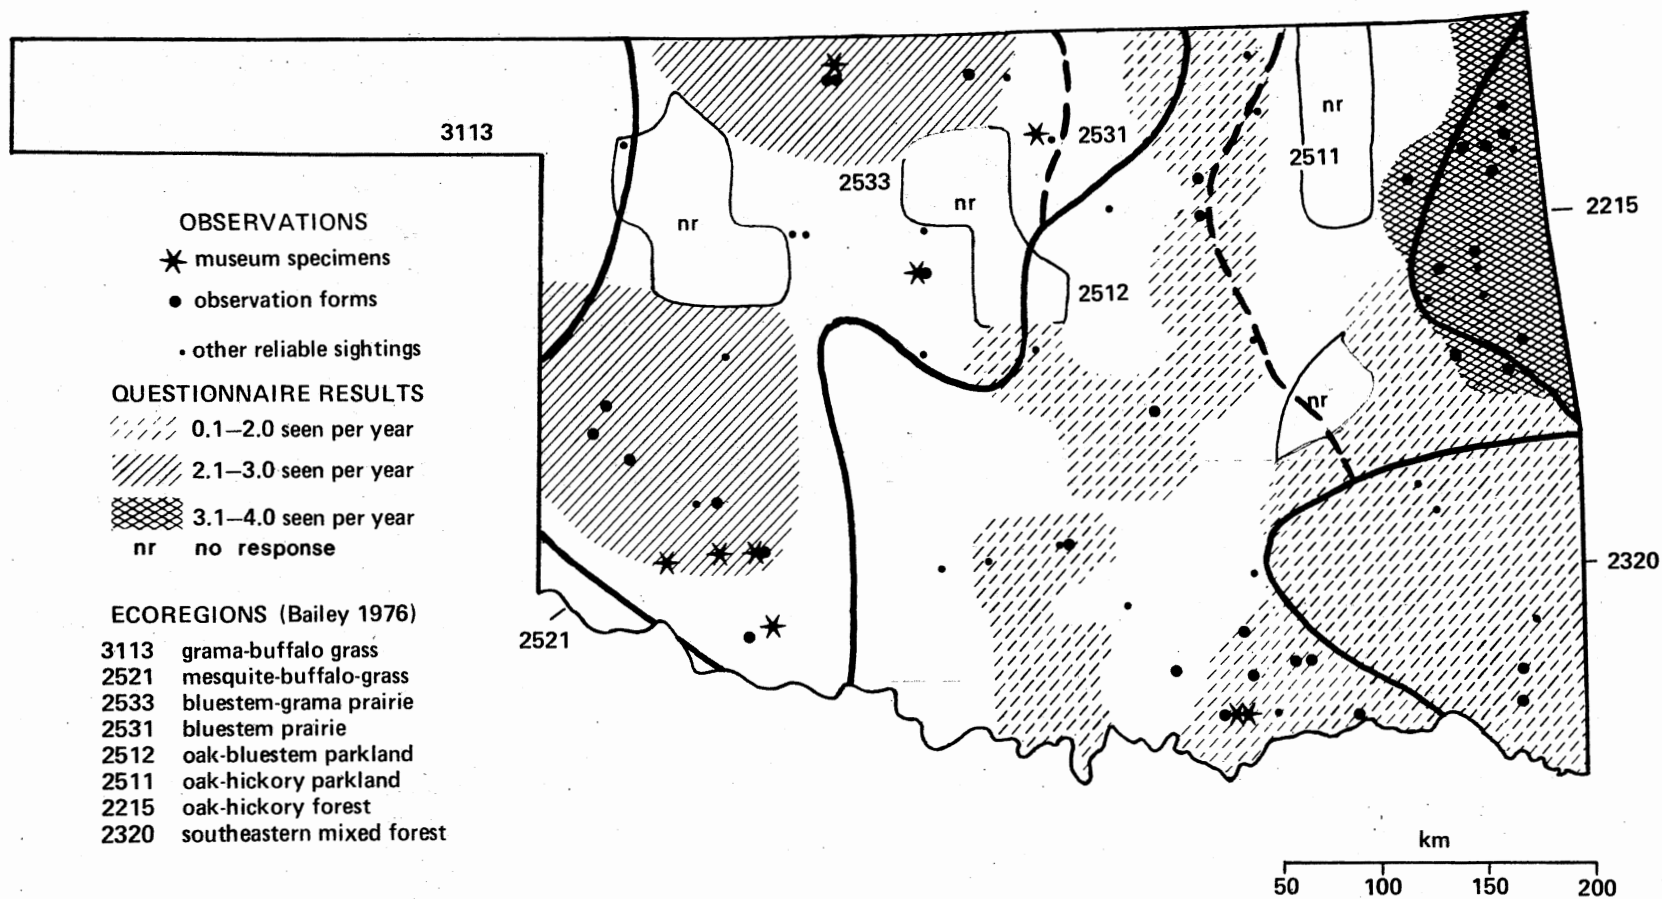 OBSERVATIONS
museum specimens
observation forms
other reliable sightings
QUESTIONNAIRE RESULTS
0.1—2.0 seen per year
2.1—3.0 seen per year
3.1—4.0 seen per year
nr no response
ECOREGIONS (Bailey 1976)
3113 grama-buffalo grass
2521 mesquite-buffalo-grass
2533 bluestem-grama prairie
2531 bluestem prairie
2512 oak-bluestem parkland
2511 oak-hickory parkland
2215 oak-hickory forest
2320 southeastern mixed forest
3113
nr
2533
nr
2531
2512
nr
2511
nr
2215
2320
2521
km
50 100 150 200